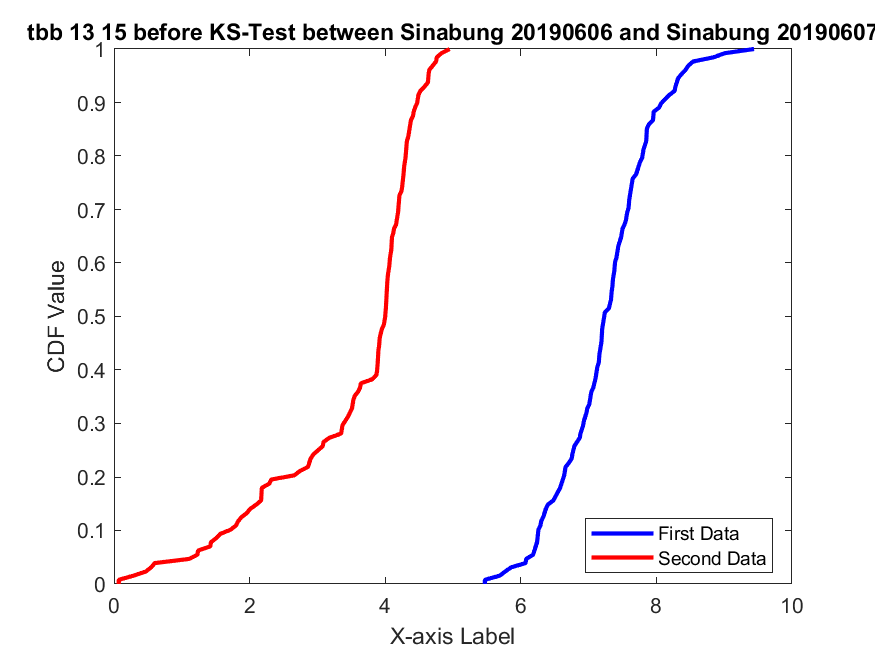 tbb 13 15 before KS-Test between Sinabung 20190606 and Sinabung 20190607
1
0.9
0.8
0.7
0.6
0.5
0.4
0.3
0.2
0.1
0
CDF Value
First Data
Second Data
0 2 4 6 8 10
X-axis Label